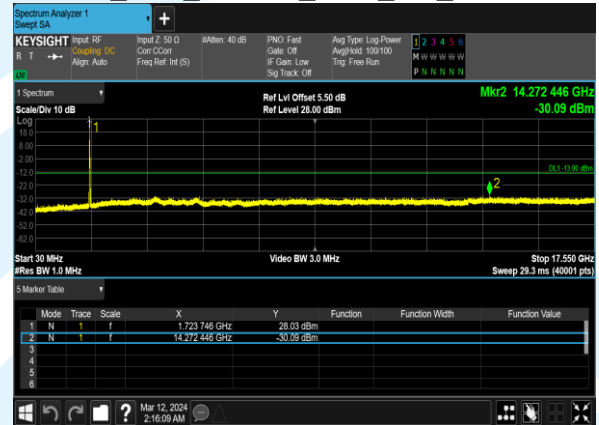 Spectrum Analyzer 1
Swept SA
+
KEYSIGHT
R T
LXI
Input: RF
Coupling: DC
Align: Auto
Input Z: 50 Ω
Corr CCorr
Freq Ref: Int (S)
#Atten: 40 dB
PNO: Fast
Gate: Off
IF Gain: Low
Sig Track: Off
Avg Type: Log-Power
Avg|Hold: 100/100
Trig: Free Run
1 2 3 4 5 6
M W W W W W
P N N N N N
1 Spectrum
Scale/Div 10 dB
Log
Ref Lvl Offset 5.50 dB
Ref Level 28.00 dBm
Mkr2 14.272 446 GHz
-30.09 dBm
18.0
8.00
-2.00
-12.0
-22.0
-32.0
-42.0
-52.0
-62.0
1
2
DL1 -13.00 dBm
Start 30 MHz
#Res BW 1.0 MHz
Video BW 3.0 MHz
Stop 17.550 GHz
Sweep 29.3 ms (40001 pts)
5 Marker Table
Mode Trace Scale X Y Function Function Width Function Value
1 N 1 f 1.723 746 GHz 28.03 dBm
2 N 1 f 14.272 446 GHz -30.09 dBm
3
4
5
6
?
Mar 12, 2024
2:16:09 AM